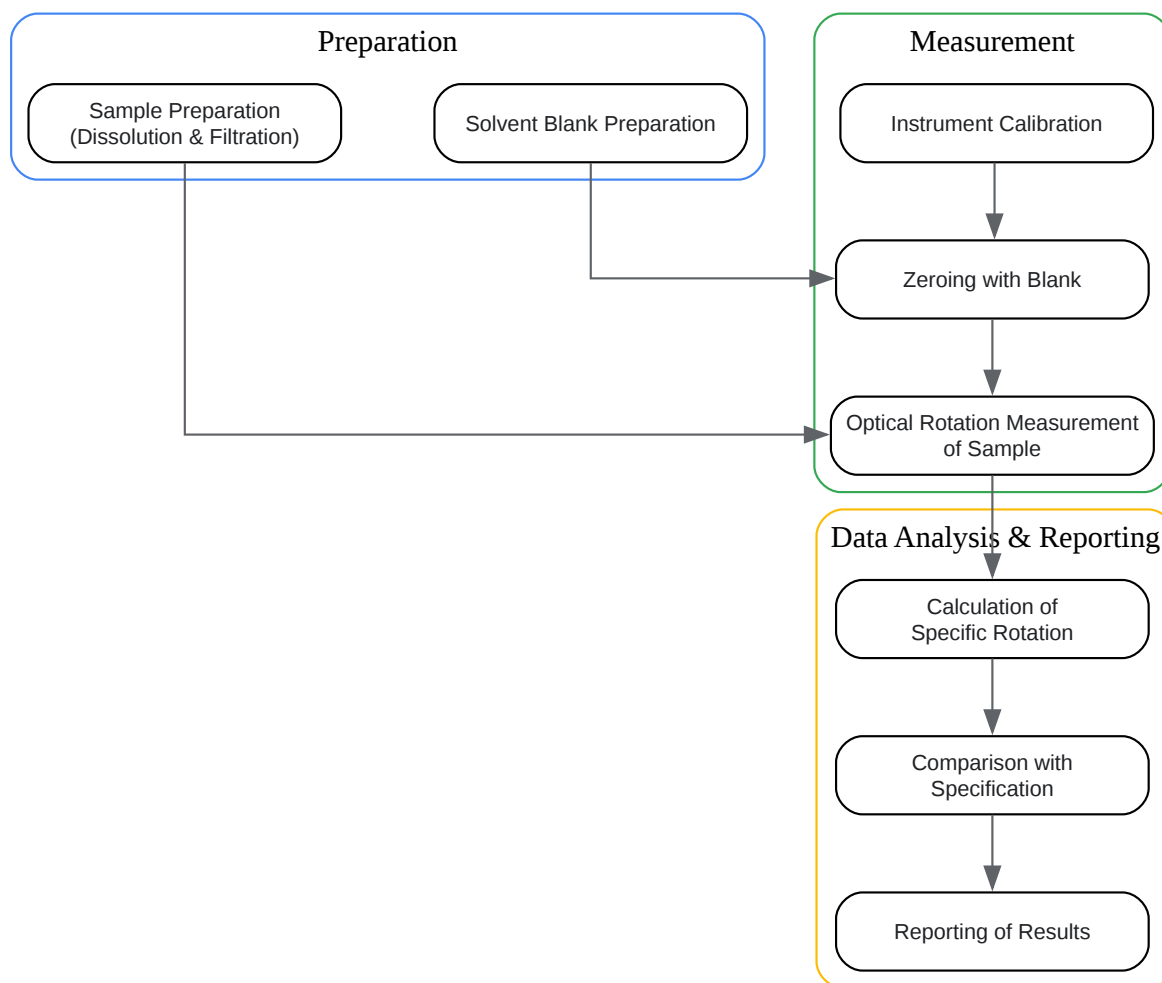 Preparation
Sample Preparation
(Dissolution & Filtration)
Solvent Blank Preparation
Measurement
Instrument Calibration
Zeroing with Blank
Optical Rotation Measurement
of Sample
Data Analysis & Reporting
Calculation of
Specific Rotation
Comparison with
Specification
Reporting of Results